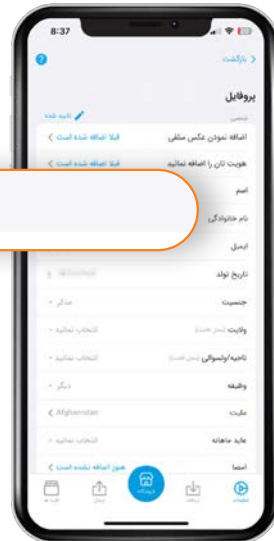 8:37
?
بازگشت
پروفایل
شخصی
تایید شده
اضافه نمودن عکس سلفی
قبلا اضافه شده است
هویت تان را اضافه نمائید
قبلا اضافه شده است
اسم
نام خانوادگی
ایمیل
تاریخ تولد
جنسیت
مذکر
ولایت
انتخاب نمائید
ناحیه/ولسوالی
انتخاب نمائید
وظیفه
دیگر
ملیت
Afghanistan
عاید ماهانه
انتخاب نمائید
امضا
هنوز اضافه نشده است